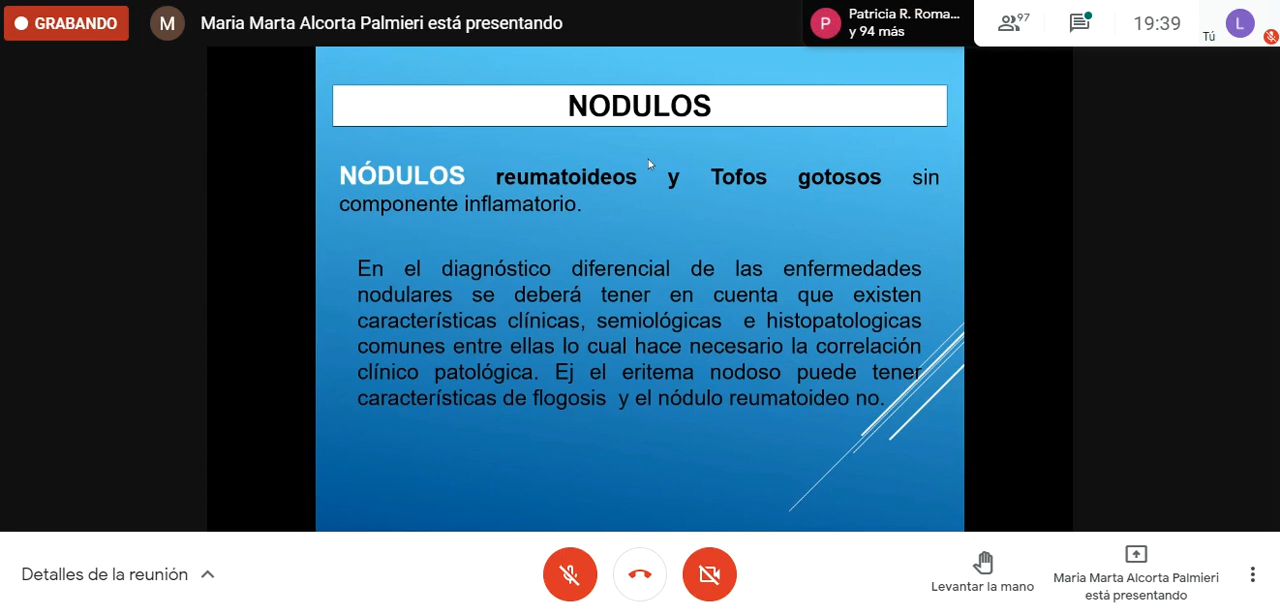 GRABANDO
M
Maria Marta Alcorta Palmieri está presentando
P
Patricia R. Roma...
y 94 más
97
19:39
Tú
L
NODULOS
NÓDULOS reumatoideos y Tofos gotosos sin
componente inflamatorio.
En el diagnóstico diferencial de las enfermedades
nodulares se deberá tener en cuenta que existen
características clínicas, semiológicas e histopatologicas
comunes entre ellas lo cual hace necesario la correlación
clínico patológica. Ej el eritema nodoso puede tener
características de flogosis y el nódulo reumatoideo no.
Detalles de la reunión
Levantar la mano
Maria Marta Alcorta Palmieri
está presentando